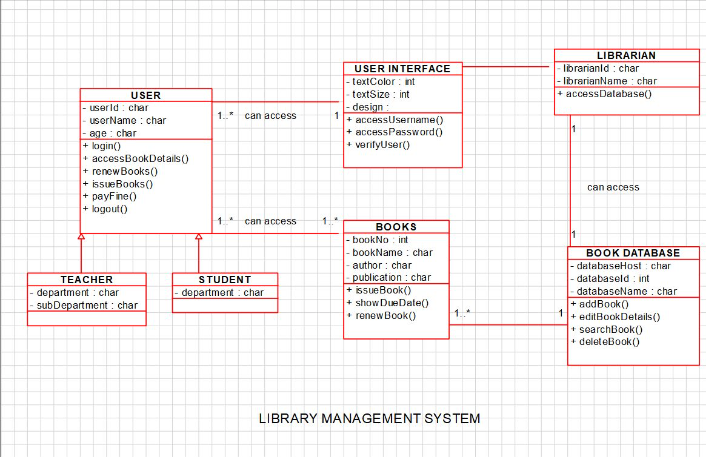 USER
- userId : char
- userName : char
- age : char
+ login()
+ accessBookDetails()
+ renewBooks()
+ issueBooks()
+ payFine()
+ logout()
TEACHER
- department : char
- subDepartment : char
STUDENT
- department : char
1..* can access 1
1..* can access 1..*
USER INTERFACE
- textColor : int
- textSize : int
- design :
+ accessUsername()
+ accessPassword()
+ verifyUser()
BOOKS
- bookNo : int
- bookName : char
- author : char
- publication : char
+ issueBook()
+ showDueDate()
+ renewBook()
1..* 1
LIBRARIAN
- librarianId : char
- librarianName : char
+ accessDatabase()
1
can access
1
BOOK DATABASE
- databaseHost : char
- databaseId : int
- databaseName : char
+ addBook()
+ editBookDetails()
+ searchBook()
+ deleteBook()
LIBRARY MANAGEMENT SYSTEM